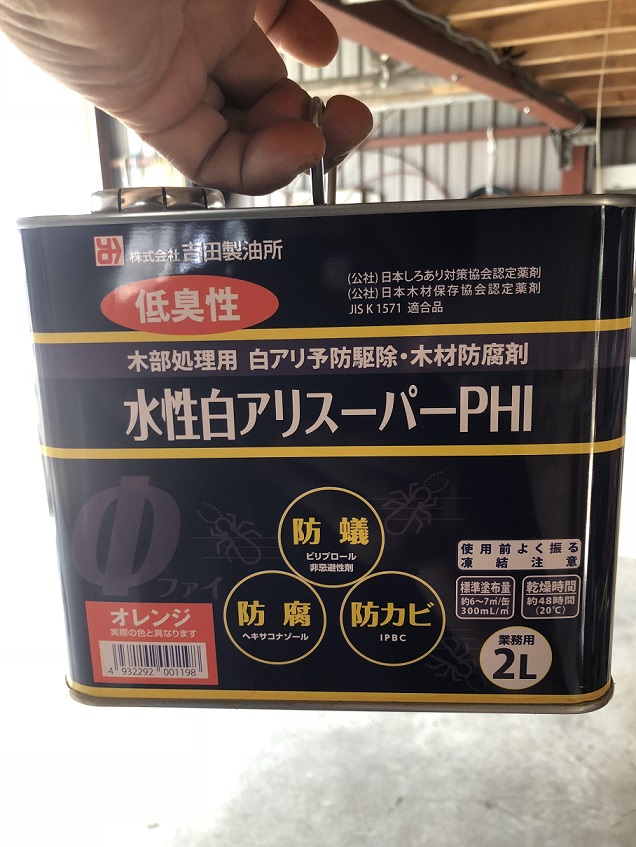 株式会社 吉田製油所
低臭性
(公社)日本しろあり対策協会認定薬剤
(公社)日本木材保存協会認定薬剤
JIS K 1571 適合品
木部処理用 白アリ予防駆除・木材防腐剤
水性白アリスーパーPHI
Φ
ファイ
防蟻
ピリプロール
非忌避性剤
防腐
ヘキサコナゾール
防カビ
IPBC
オレンジ
実際の色と異なります
4 932292 001198
使用前よく振る
凍結注意
標準塗布量
約6~7㎡/缶
300mL/㎡
乾燥時間
約48時間
(20℃)
業務用
2L